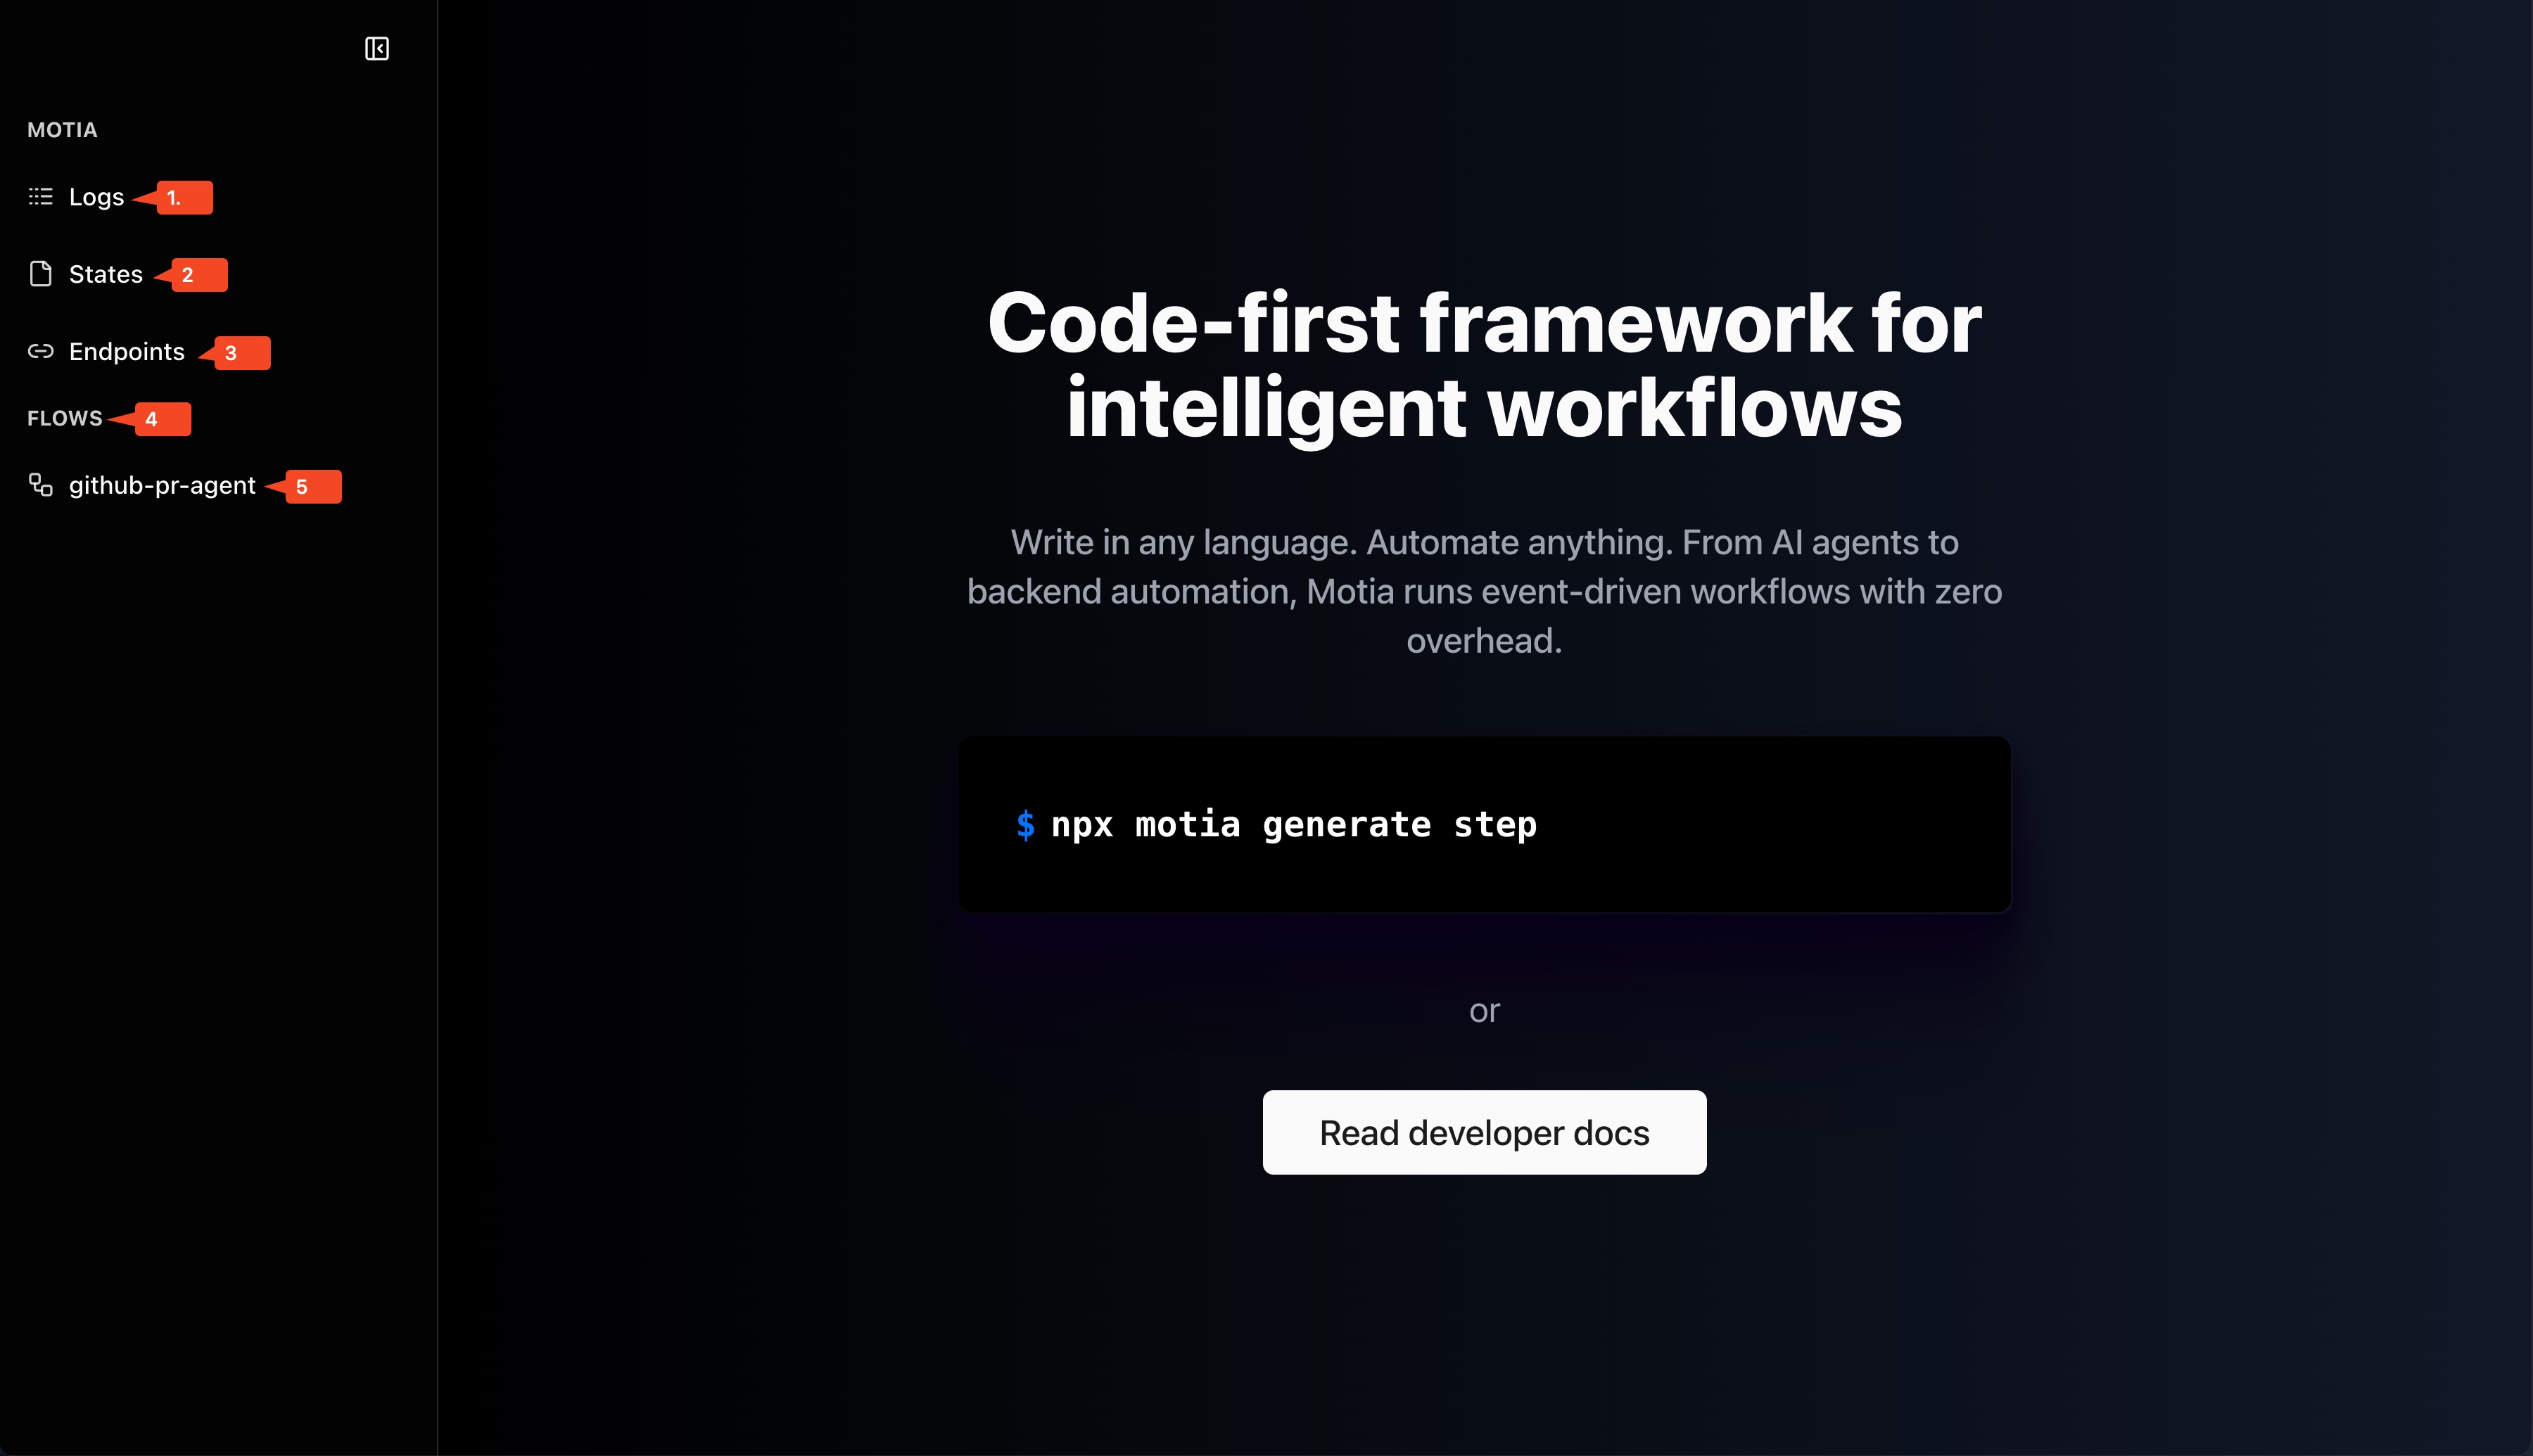 MOTIA
Logs 1.
States 2
Endpoints 3
FLOWS 4
github-pr-agent 5
Code-first framework for
intelligent workflows
Write in any language. Automate anything. From AI agents to
backend automation, Motia runs event-driven workflows with zero
overhead.
$ npx motia generate step
or
Read developer docs